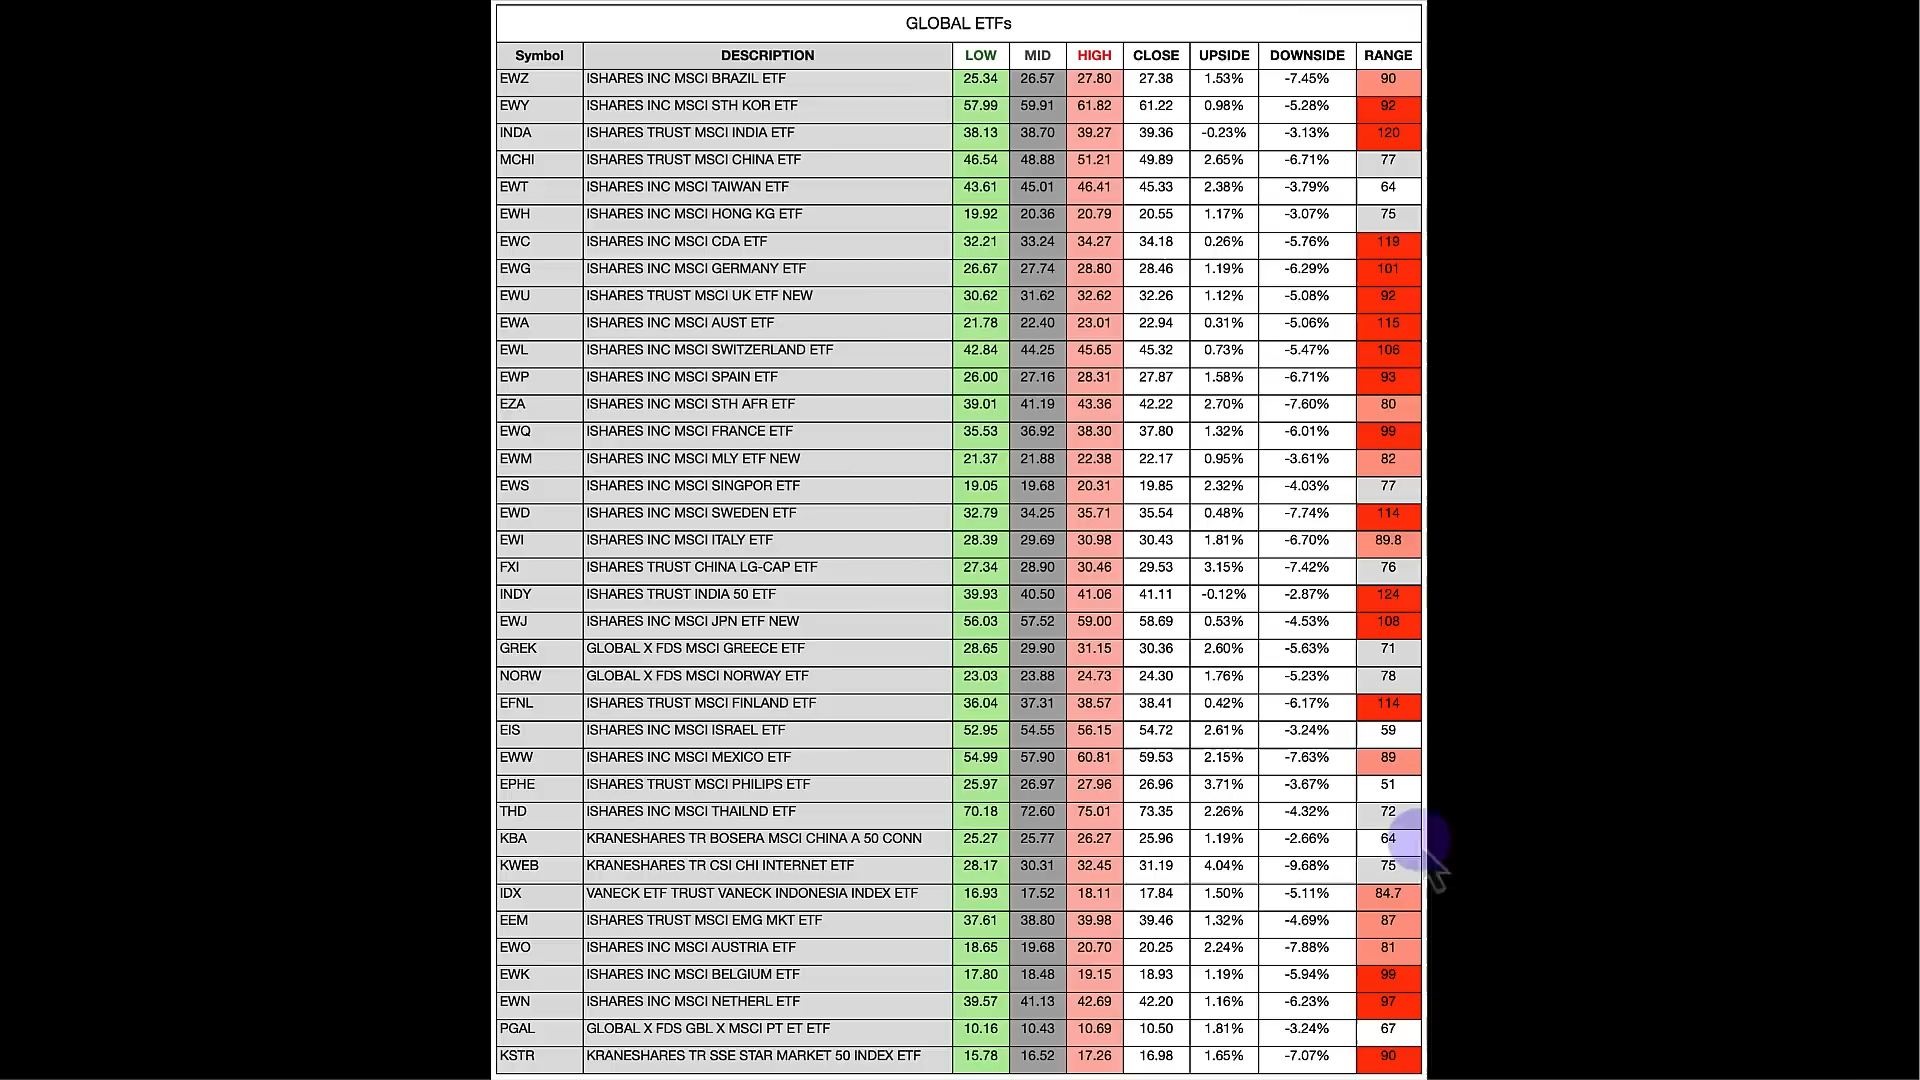 GLOBAL ETFs
Symbol DESCRIPTION LOW MID HIGH CLOSE UPSIDE DOWNSIDE RANGE
EWZ ISHARES INC MSCI BRAZIL ETF 25.34 26.57 27.80 27.38 1.53% -7.45% 90
EWY ISHARES INC MSCI STH KOR ETF 57.99 59.91 61.82 61.22 0.98% -5.28% 92
INDA ISHARES TRUST MSCI INDIA ETF 38.13 38.70 39.27 39.36 -0.23% -3.13% 120
MCHI ISHARES TRUST MSCI CHINA ETF 46.54 48.88 51.21 49.89 2.65% -6.71% 77
EWT ISHARES INC MSCI TAIWAN ETF 43.61 45.01 46.41 45.33 2.38% -3.79% 64
EWH ISHARES INC MSCI HONG KG ETF 19.92 20.36 20.79 20.55 1.17% -3.07% 75
EWC ISHARES INC MSCI CDA ETF 32.21 33.24 34.27 34.18 0.26% -5.76% 119
EWG ISHARES INC MSCI GERMANY ETF 26.67 27.74 28.80 28.46 1.19% -6.29% 101
EWU ISHARES TRUST MSCI UK ETF NEW 30.62 31.62 32.62 32.26 1.12% -5.08% 92
EWA ISHARES INC MSCI AUST ETF 21.78 22.40 23.01 22.94 0.31% -5.06% 115
EWL ISHARES INC MSCI SWITZERLAND ETF 42.84 44.25 45.65 45.32 0.73% -5.47% 106
EWP ISHARES INC MSCI SPAIN ETF 26.00 27.16 28.31 27.87 1.58% -6.71% 93
EZA ISHARES INC MSCI STH AFR ETF 39.01 41.19 43.36 42.22 2.70% -7.60% 80
EWQ ISHARES INC MSCI FRANCE ETF 35.53 36.92 38.30 37.80 1.32% -6.01% 99
EWM ISHARES INC MSCI MLY ETF NEW 21.37 21.88 22.38 22.17 0.95% -3.61% 82
EWS ISHARES INC MSCI SINGPOR ETF 19.05 19.68 20.31 19.85 2.32% -4.03% 77
EWD ISHARES INC MSCI SWEDEN ETF 32.79 34.25 35.71 35.54 0.48% -7.74% 114
EWI ISHARES INC MSCI ITALY ETF 28.39 29.69 30.98 30.43 1.81% -6.70% 89.8
FXI ISHARES TRUST CHINA LG-CAP ETF 27.34 28.90 30.46 29.53 3.15% -7.42% 76
INDY ISHARES TRUST INDIA 50 ETF 39.93 40.50 41.06 41.11 -0.12% -2.87% 124
EWJ ISHARES INC MSCI JPN ETF NEW 56.03 57.52 59.00 58.69 0.53% -4.53% 108
GREK GLOBAL X FDS MSCI GREECE ETF 28.65 29.90 31.15 30.36 2.60% -5.63% 71
NORW GLOBAL X FDS MSCI NORWAY ETF 23.03 23.88 24.73 24.30 1.76% -5.23% 78
EFNL ISHARES TRUST MSCI FINLAND ETF 36.04 37.31 38.57 38.41 0.42% -6.17% 114
EIS ISHARES INC MSCI ISRAEL ETF 52.95 54.55 56.15 54.72 2.61% -3.24% 59
EWW ISHARES INC MSCI MEXICO ETF 54.99 57.90 60.81 59.53 2.15% -7.63% 89
EPHE ISHARES TRUST MSCI PHILIPS ETF 25.97 26.97 27.96 26.96 3.71% -3.67% 51
THD ISHARES INC MSCI THAILND ETF 70.18 72.60 75.01 73.35 2.26% -4.32% 72
KBA KRANESHARES TR BOSERA MSCI CHINA A 50 CONN 25.27 25.77 26.27 25.96 1.19% -2.66% 64
KWEB KRANESHARES TR CSI CHI INTERNET ETF 28.17 30.31 32.45 31.19 4.04% -9.68% 75
IDX VANECK ETF TRUST VANECK INDONESIA INDEX ETF 16.93 17.52 18.11 17.84 1.50% -5.11% 84.7
EEM ISHARES TRUST MSCI EMG MKT ETF 37.61 38.80 39.98 39.46 1.32% -4.69% 87
EWO ISHARES INC MSCI AUSTRIA ETF 18.65 19.68 20.70 20.25 2.24% -7.88% 81
EWK ISHARES INC MSCI BELGIUM ETF 17.80 18.48 19.15 18.93 1.19% -5.94% 99
EWN ISHARES INC MSCI NETHERL ETF 39.57 41.13 42.69 42.20 1.16% -6.23% 97
PGAL GLOBAL X FDS GBL X MSCI PT ET ETF 10.16 10.43 10.69 10.50 1.81% -3.24% 67
KSTR KRANESHARES TR SSE STAR MARKET 50 INDEX ETF 15.78 16.52 17.26 16.98 1.65% -7.07% 90